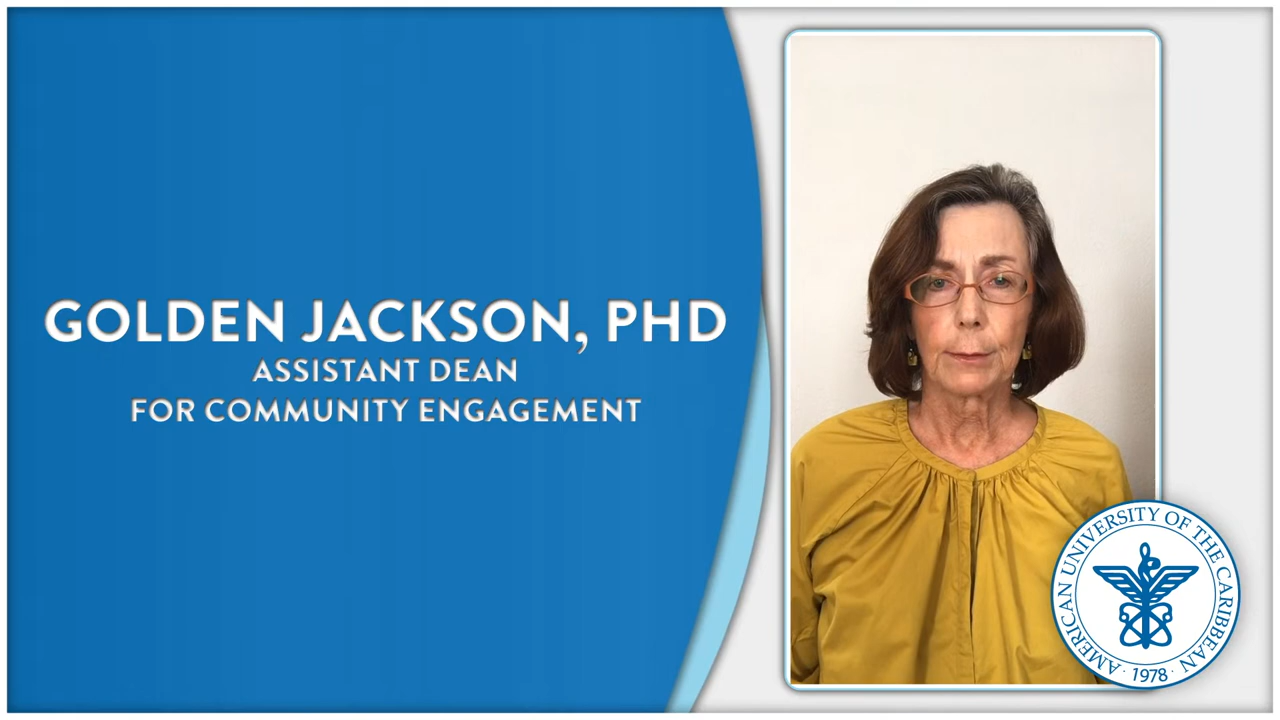 GOLDEN JACKSON, PHD
ASSISTANT DEAN
FOR COMMUNITY ENGAGEMENT
AMERICAN UNIVERSITY OF THE CARIBBEAN
· 1978 ·